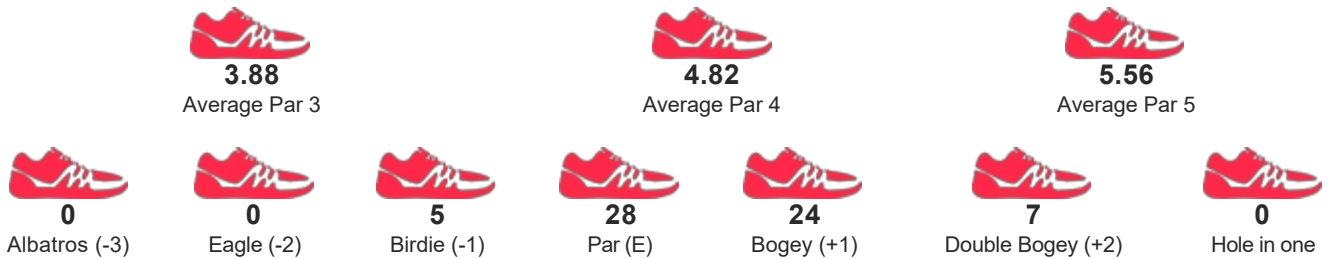 3.88 4.82 5.56
Average Par 3 Average Par 4 Average Par 5
0 0 5 28 24 7 0
Albatros (-3) Eagle (-2) Birdie (-1) Par (E) Bogey (+1) Double Bogey (+2) Hole in one